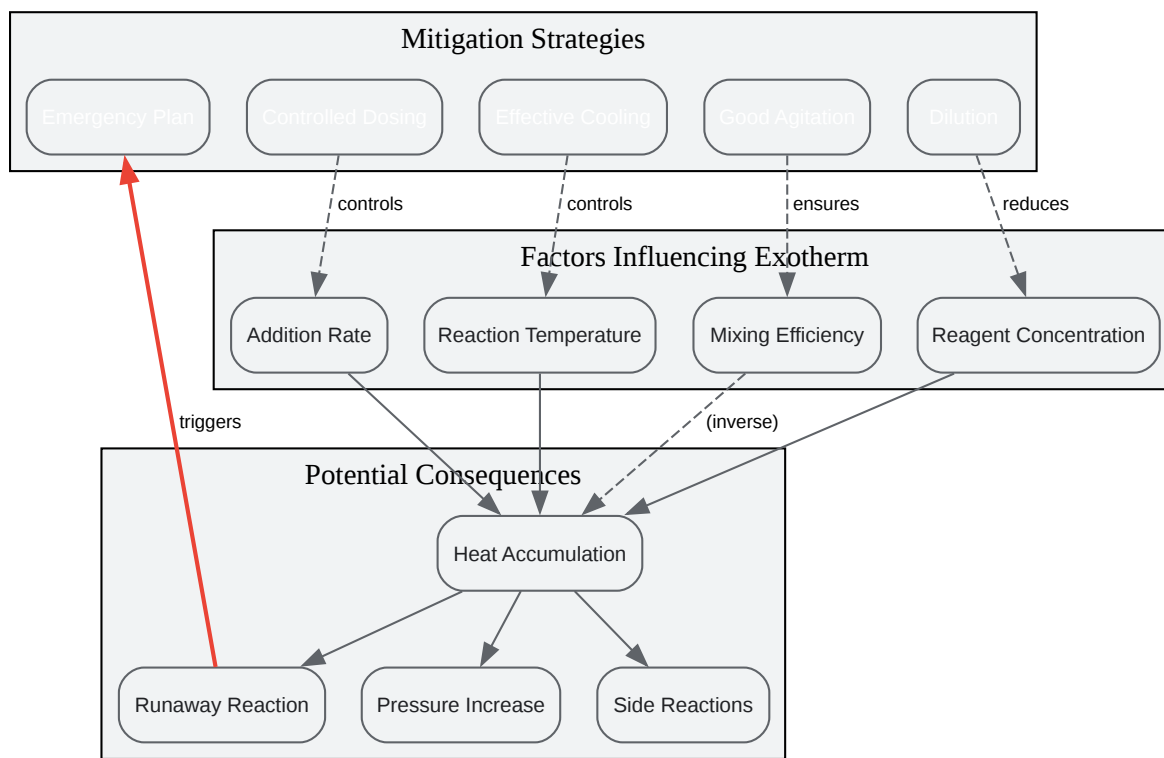 Mitigation Strategies
Emergency Plan
Controlled Dosing
Effective Cooling
Good Agitation
Dilution
controls
controls
ensures
reduces
Factors Influencing Exotherm
Addition Rate
Reaction Temperature
Mixing Efficiency
Reagent Concentration
triggers
(inverse)
Potential Consequences
Heat Accumulation
Runaway Reaction
Pressure Increase
Side Reactions